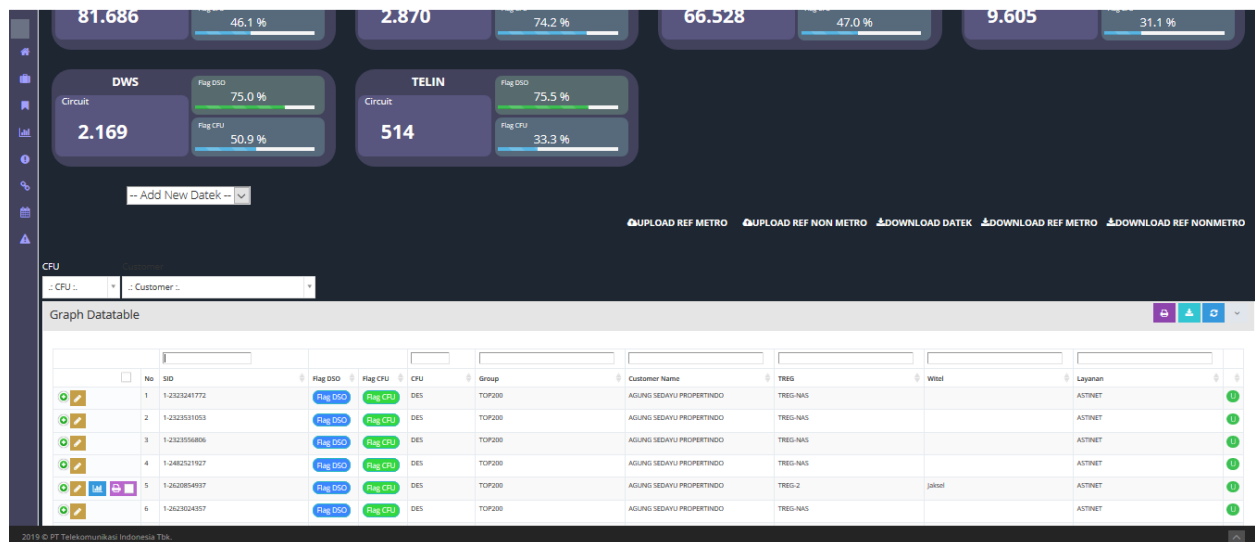 81.686
46.1 %
2.870
74.2 %
66.528
47.0 %
9.605
31.1 %
DWS
Circuit
2.169
Flag DSO
75.0 %
Flag CFU
50.9 %
TELIN
Circuit
514
Flag DSO
75.5 %
Flag CFU
33.3 %
-- Add New Datek --
UPLOAD REF METRO UPLOAD REF NON METRO DOWNLOAD DATEK DOWNLOAD REF METRO DOWNLOAD REF NONMETRO
CFU Customer
.: CFU :. .: Customer :.
Graph Datatable
No SID Flag DSO Flag CFU CFU Group Customer Name TREG Witel Layanan
1 1-2323241772 Flag DSO Flag CFU DES TOP200 AGUNG SEDAYU PROPERTINDO TREG-NAS ASTINET U
2 1-2323531053 Flag DSO Flag CFU DES TOP200 AGUNG SEDAYU PROPERTINDO TREG-NAS ASTINET U
3 1-2323556806 Flag DSO Flag CFU DES TOP200 AGUNG SEDAYU PROPERTINDO TREG-NAS ASTINET U
4 1-2482521927 Flag DSO Flag CFU DES TOP200 AGUNG SEDAYU PROPERTINDO TREG-NAS ASTINET U
5 1-2620854937 Flag DSO Flag CFU DES TOP200 AGUNG SEDAYU PROPERTINDO TREG-2 Jaksel ASTINET U
6 1-2623024357 Flag DSO Flag CFU DES TOP200 AGUNG SEDAYU PROPERTINDO TREG-NAS ASTINET U
2019 © PT Telekomunikasi Indonesia Tbk.